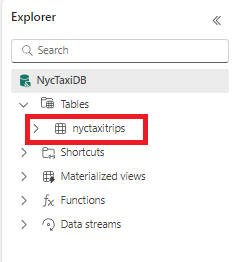 Explorer
Search
NycTaxiDB
Tables
nyctaxitrips
Shortcuts
Materialized views
Functions
Data streams